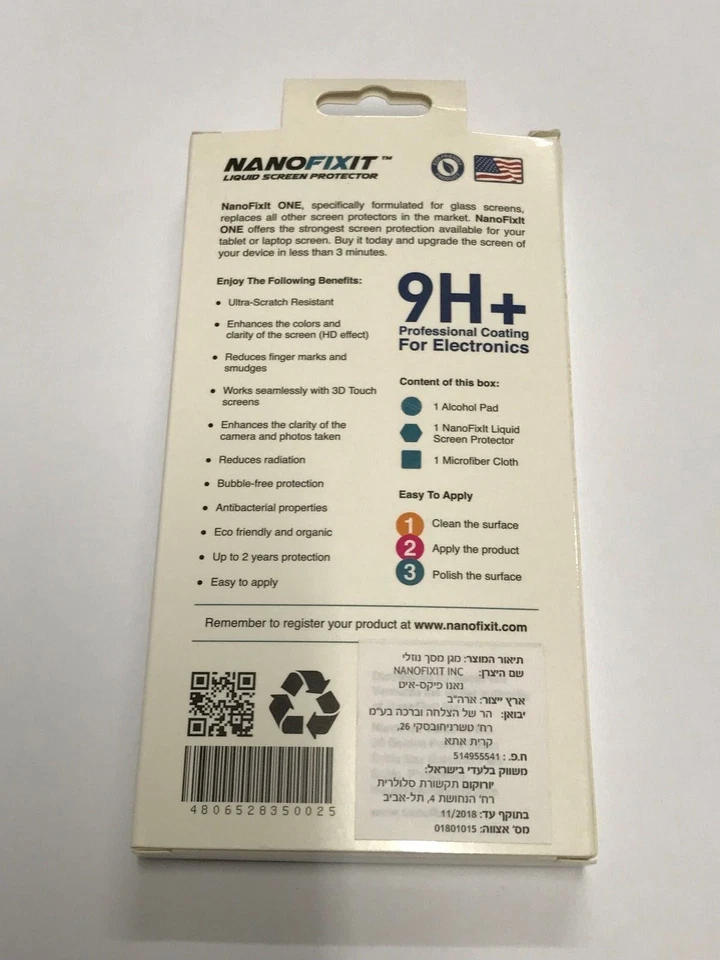 NANOFIXIT™
LIQUID SCREEN PROTECTOR
NanoFixIt ONE, specifically formulated for glass screens,
replaces all other screen protectors in the market. NanoFixIt
ONE offers the strongest screen protection available for your
tablet or laptop screen. Buy it today and upgrade the screen of
your device in less than 3 minutes.
Enjoy The Following Benefits:
• Ultra-Scratch Resistant
• Enhances the colors and
clarity of the screen (HD effect)
• Reduces finger marks and
smudges
• Works seamlessly with 3D Touch
screens
• Enhances the clarity of the
camera and photos taken
• Reduces radiation
• Bubble-free protection
• Antibacterial properties
• Eco friendly and organic
• Up to 2 years protection
• Easy to apply
9H+
Professional Coating
For Electronics
Content of this box:
1 Alcohol Pad
1 NanoFixIt Liquid
Screen Protector
1 Microfiber Cloth
Easy To Apply
1 Clean the surface
2 Apply the product
3 Polish the surface
Remember to register your product at www.nanofixit.com
4806528350025
תיאור המוצר: מגן מסך נוזלי
שם היצרן: NANOFIXIT INC
נאנו פיקס-איט
ארץ ייצור: ארה"ב
יבואן: הר של הצלחה וברכה בע"מ
רח' טשרניחובסקי 26,
קרית אתא
ח.פ. : 514955541
משווק בלעדי בישראל:
יורוקום תקשורת סלולרית
רח' הנחושת 4, תל-אביב
בתוקף עד: 11/2018
מס' אצווה: 01801015